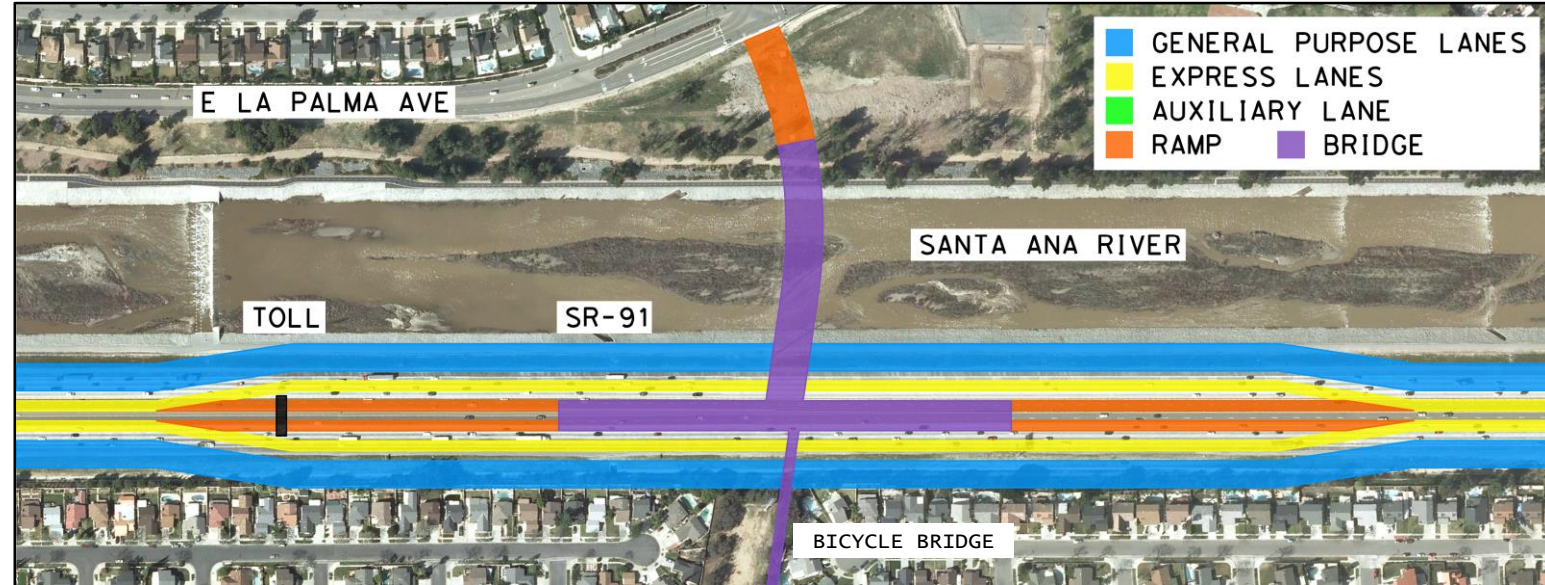 GENERAL PURPOSE LANES
EXPRESS LANES
AUXILIARY LANE
RAMP
BRIDGE
E LA PALMA AVE
SANTA ANA RIVER
TOLL
SR-91
BICYCLE BRIDGE